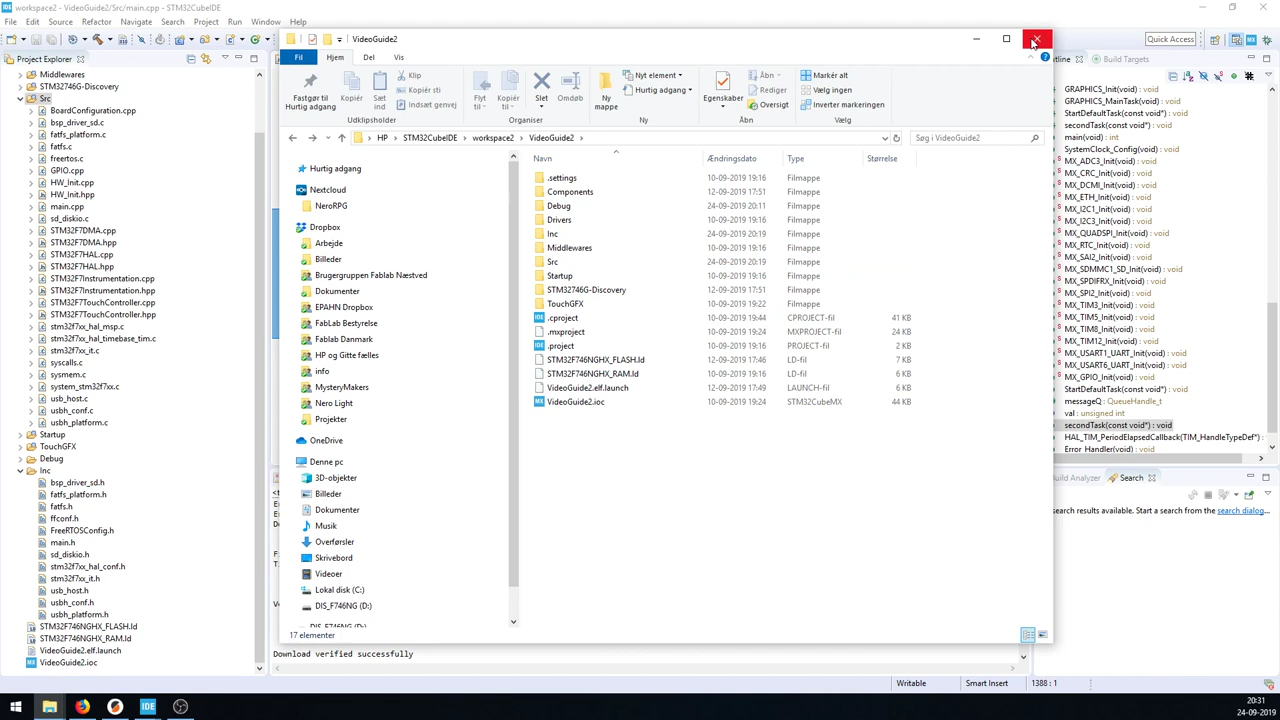 workspace2 - VideoGuide2/Src/main.cpp - STM32CubeIDE
File Edit Source Refactor Navigate Search Project Run Window Help
Quick Access
Project Explorer
Middlewares
STM32746G-Discovery
Src
BoardConfiguration.cpp
bsp_driver_sd.c
fatfs_platform.c
fatfs.c
freertos.c
GPIO.cpp
HW_Init.cpp
HW_Init.hpp
main.cpp
sd_diskio.c
STM32F7DMA.cpp
STM32F7DMA.hpp
STM32F7HAL.cpp
STM32F7HAL.hpp
STM32F7Instrumentation.cpp
STM32F7Instrumentation.hpp
STM32F7TouchController.cpp
STM32F7TouchController.hpp
stm32f7xx_hal_msp.c
stm32f7xx_hal_timebase_tim.c
stm32f7xx_it.c
syscalls.c
sysmem.c
system_stm32f7xx.c
usb_host.c
usbh_conf.c
usbh_platform.c
Startup
TouchGFX
Debug
Inc
bsp_driver_sd.h
fatfs_platform.h
fatfs.h
ffconf.h
FreeRTOSConfig.h
main.h
sd_diskio.h
stm32f7xx_hal_conf.h
stm32f7xx_it.h
usb_host.h
usbh_conf.h
usbh_platform.h
STM32F746NGHX_FLASH.ld
STM32F746NGHX_RAM.ld
VideoGuide2.elf.launch
VideoGuide2.ioc
VideoGuide2
Fil Hjem Del Vis
Fastgør til
Hurtig adgang
Kopiér
Sæt
ind
Klip
Kopiér sti
Indsæt genvej
Udklipsholder
Flyt
til
Kopiér
til
Slet
Omdøb
Organiser
Ny
mappe
Nyt element
Hurtig adgang
Ny
Egenskaber
Åbn
Rediger
Oversigt
Åbn
Markér alt
Vælg ingen
Inverter markeringen
Vælg
HP STM32CubeIDE workspace2 VideoGuide2
Søg i VideoGuide2
Hurtig adgang
Nextcloud
NeroRPG
Dropbox
Arbejde
Billeder
Brugergruppen Fablab Næstved
Dokumenter
EPAHN Dropbox
FabLab Bestyrelse
Fablab Danmark
HP og Gitte fælles
info
MysteryMakers
Nero Light
Projekter
OneDrive
Denne pc
3D-objekter
Billeder
Dokumenter
Musik
Overførsler
Skrivebord
Videoer
Lokal disk (C:)
DIS_F746NG (D:)
DIS_F746NG (D:)
Navn Ændringsdato Type Størrelse
.settings 10-09-2019 19:16 Filmappe
Components 12-09-2019 17:51 Filmappe
Debug 24-09-2019 20:11 Filmappe
Drivers 10-09-2019 19:16 Filmappe
Inc 24-09-2019 20:19 Filmappe
Middlewares 10-09-2019 19:16 Filmappe
Src 24-09-2019 20:19 Filmappe
Startup 10-09-2019 19:16 Filmappe
STM32746G-Discovery 12-09-2019 17:51 Filmappe
TouchGFX 10-09-2019 19:22 Filmappe
.cproject 10-09-2019 19:44 CPROJECT-fil 41 KB
.mxproject 10-09-2019 19:24 MXPROJECT-fil 24 KB
.project 10-09-2019 19:16 PROJECT-fil 2 KB
STM32F746NGHX_FLASH.ld 12-09-2019 17:46 LD-fil 7 KB
STM32F746NGHX_RAM.ld 10-09-2019 19:16 LD-fil 6 KB
VideoGuide2.elf.launch 12-09-2019 17:49 LAUNCH-fil 6 KB
VideoGuide2.ioc 10-09-2019 19:24 STM32CubeMX 44 KB
17 elementer
Download verified successfully
utline Build Targets
GRAPHICS_Init(void) : void
GRAPHICS_MainTask(void) : void
StartDefaultTask(const void*) : void
secondTask(const void*) : void
main(void) : int
SystemClock_Config(void) : void
MX_ADC3_Init(void) : void
MX_CRC_Init(void) : void
MX_DCMI_Init(void) : void
MX_ETH_Init(void) : void
MX_I2C1_Init(void) : void
MX_I2C3_Init(void) : void
MX_QUADSPI_Init(void) : void
MX_RTC_Init(void) : void
MX_SAI2_Init(void) : void
MX_SDMMC1_SD_Init(void) : void
MX_SPDIFRX_Init(void) : void
MX_SPI2_Init(void) : void
MX_TIM3_Init(void) : void
MX_TIM5_Init(void) : void
MX_TIM8_Init(void) : void
MX_TIM12_Init(void) : void
MX_USART1_UART_Init(void) : void
MX_USART6_UART_Init(void) : void
MX_GPIO_Init(void) : void
StartDefaultTask(const void*) : void
messageQ : QueueHandle_t
val : unsigned int
secondTask(const void*) : void
HAL_TIM_PeriodElapsedCallback(TIM_HandleTypeDef*) :
Error_Handler(void) : void
uild Analyzer Search
search results available. Start a search from the search dialog...
Writable Smart Insert 1388 : 1
20:31
24-09-2019